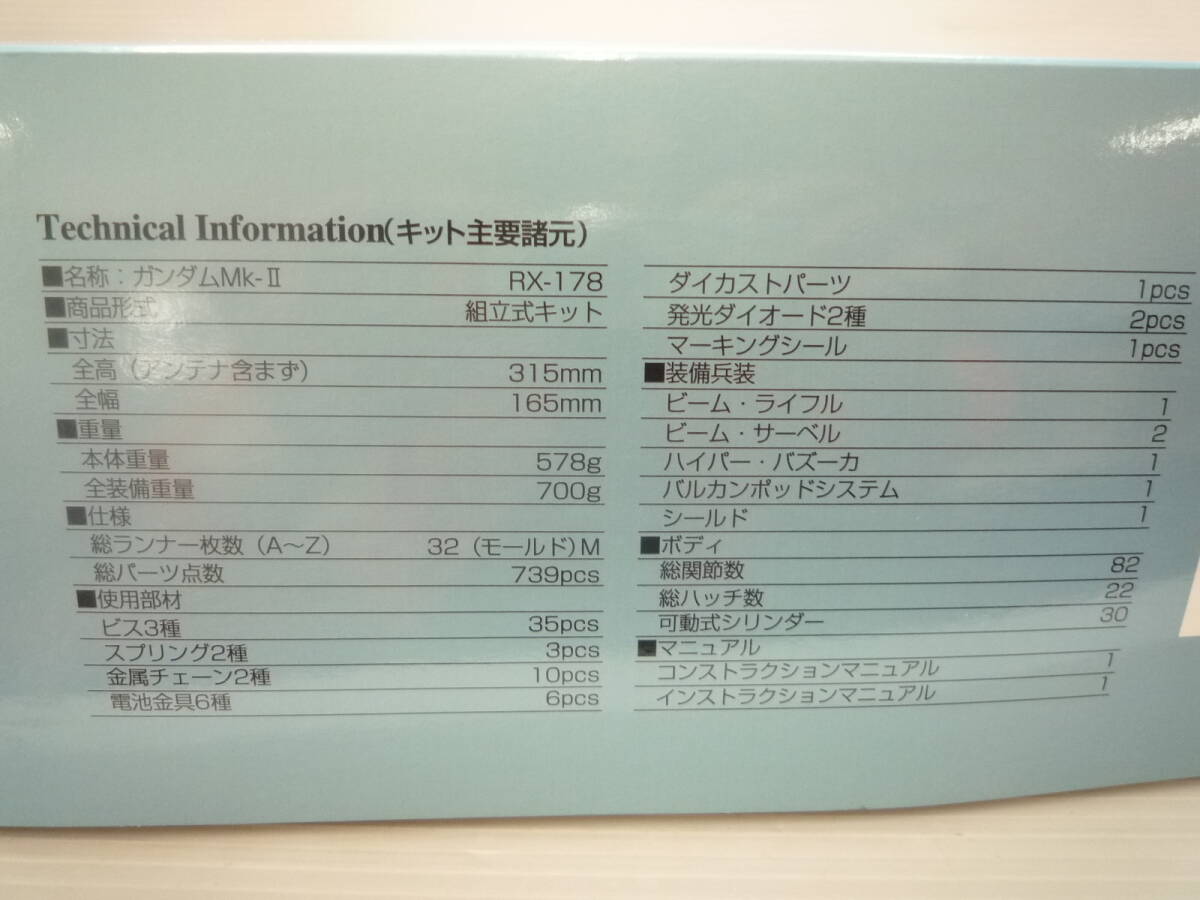 Technical Information(キット主要諸元)
■名称：ガンダムMk-Ⅱ RX-178
■商品形式 組立式キット
■寸法
全高（アンテナ含まず） 315mm
全幅 165mm
■重量
本体重量 578g
全装備重量 700g
■仕様
総ランナー枚数（A〜Z） 32（モールド）M
総パーツ点数 739pcs
■使用部材
ビス3種 35pcs
スプリング2種 3pcs
金属チェーン2種 10pcs
電池金具6種 6pcs
ダイカストパーツ 1pcs
発光ダイオード2種 2pcs
マーキングシール 1pcs
■装備兵装
ビーム・ライフル 1
ビーム・サーベル 2
ハイパー・バズーカ 1
バルカンポッドシステム 1
シールド 1
■ボディ
総関節数 82
総ハッチ数 22
可動式シリンダー 30
■マニュアル
コンストラクションマニュアル 1
インストラクションマニュアル 1